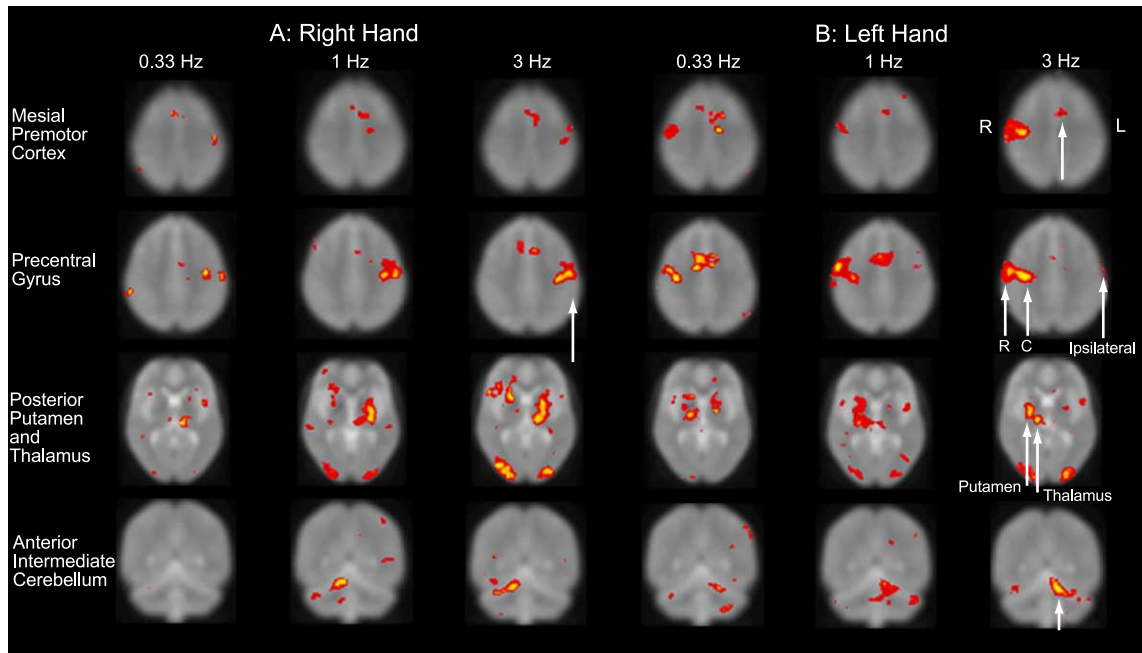 A: Right Hand
B: Left Hand
0.33 Hz
1 Hz
3 Hz
0.33 Hz
1 Hz
3 Hz
Mesial
Premotor
Cortex
R
L
Precentral
Gyrus
R
C
Ipsilateral
Posterior
Putamen
and
Thalamus
Putamen
Thalamus
Anterior
Intermediate
Cerebellum